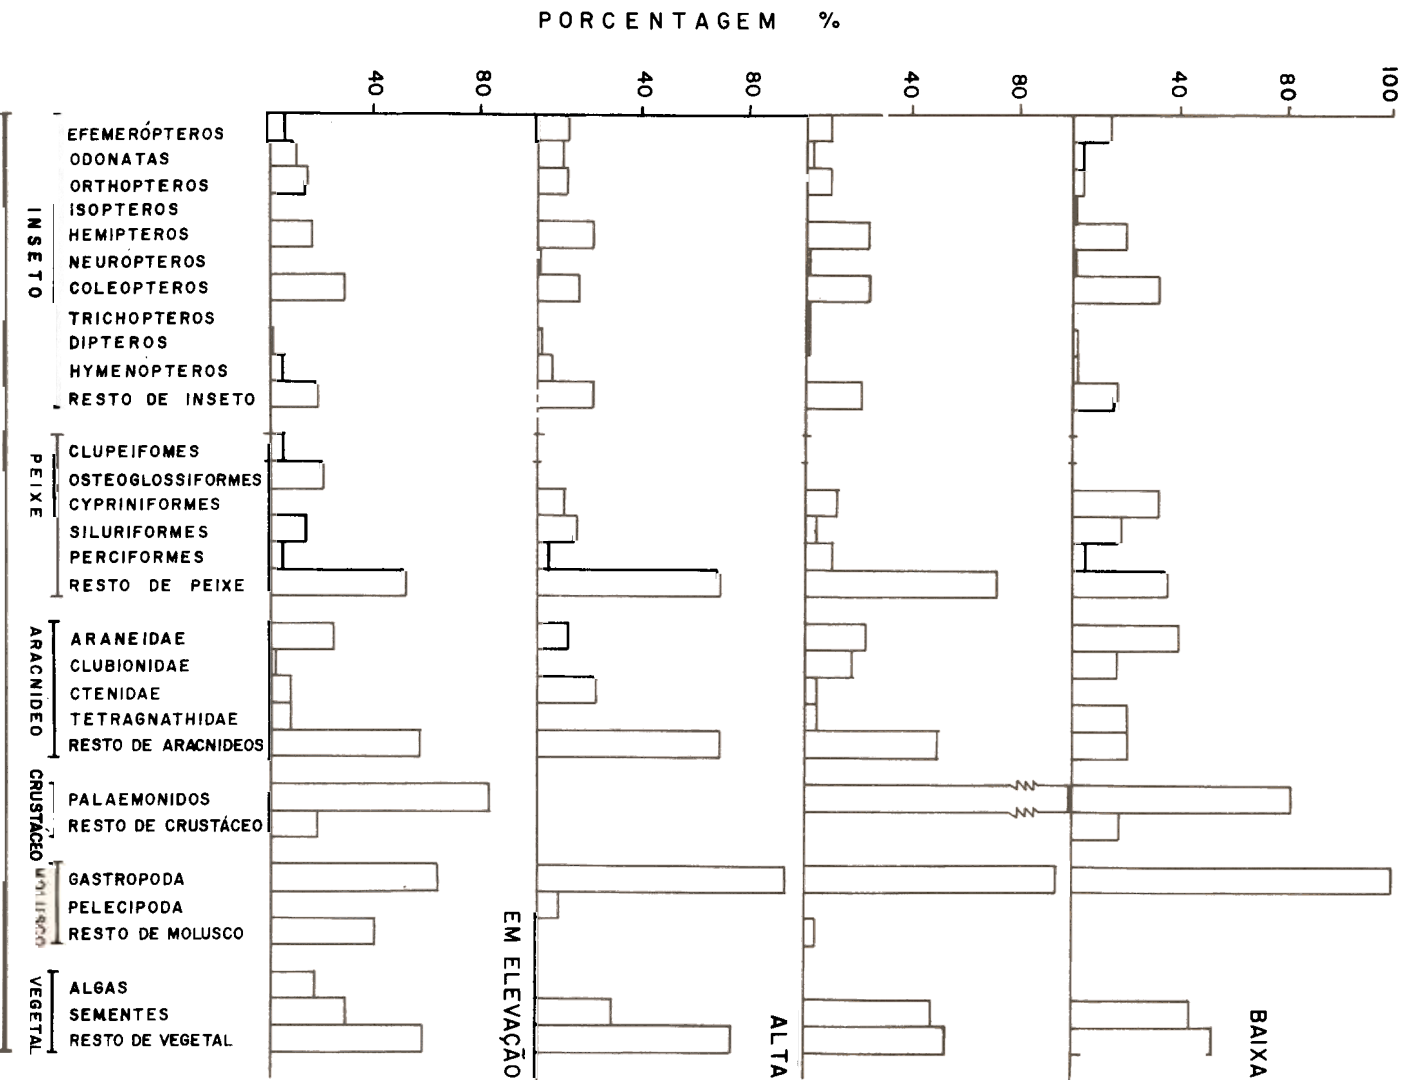 PORCENTAGEM %
40 80 40 80 40 80 40 80 100
INSETO
EFEMERÓPTEROS
ODONATAS
ORTHOPTEROS
ISOPTEROS
HEMIPTEROS
NEUROPTEROS
COLEOPTEROS
TRICHOPTEROS
DIPTEROS
HYMENOPTEROS
RESTO DE INSETO
PEIXE
CLUPEIFOMES
OSTEOGLOSSIFORMES
CYPRINIFORMES
SILURIFORMES
PERCIFORMES
RESTO DE PEIXE
ARACNIDEO
ARANEIDAE
CLUBIONIDAE
CTENIDAE
TETRAGNATHIDAE
RESTO DE ARACNIDEOS
CRUSTÁCEO
PALAEMONIDOS
RESTO DE CRUSTÁCEO
MOLUSCO
GASTROPODA
PELECIPODA
RESTO DE MOLUSCO
VEGETAL
ALGAS
SEMENTES
RESTO DE VEGETAL
EM ELEVAÇÃO
ALTA
BAIXA